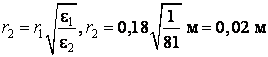 r₂ = r₁√(ε₁/ε₂), r₂ = 0,18√(1/81) м = 0,02 м